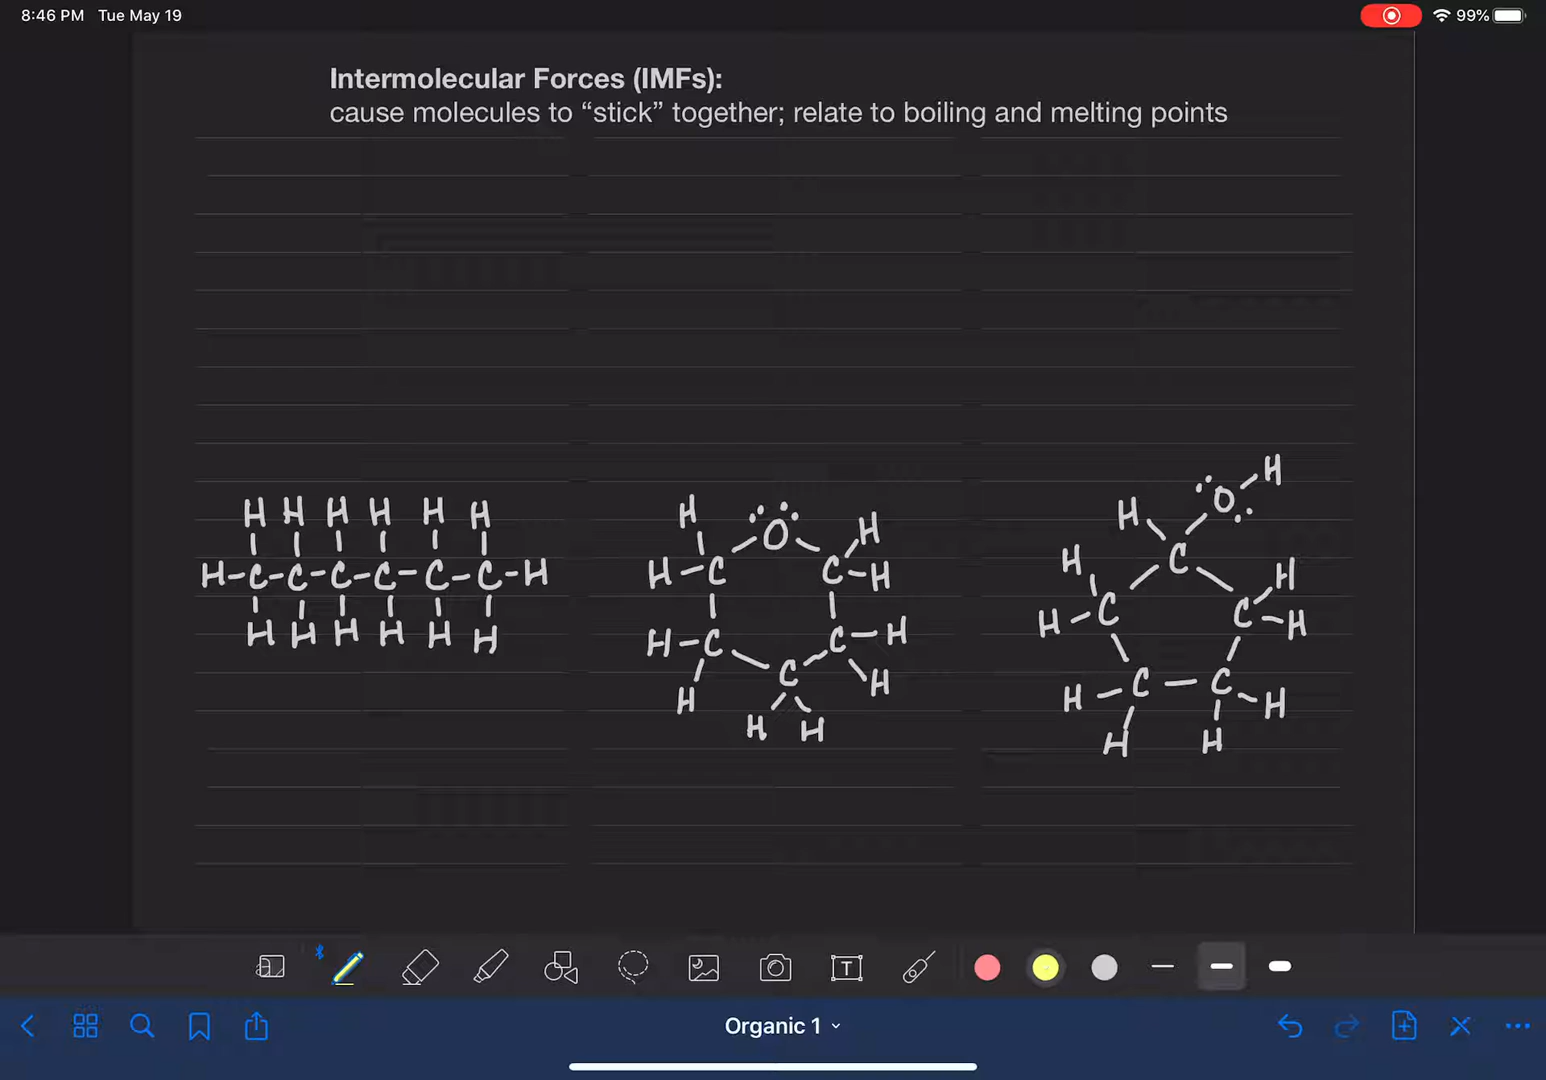 8:46 PM Tue May 19
99%
Intermolecular Forces (IMFs):
cause molecules to “stick” together; relate to boiling and melting points
H H H H H H
H-C-C-C-C-C-C-H
H H H H H H
H O H
H-C C-H
H-C C-H
H C H
H H
O-H
H C
H H
H-C C-H
H-C-C-H
H H
T
Organic 1